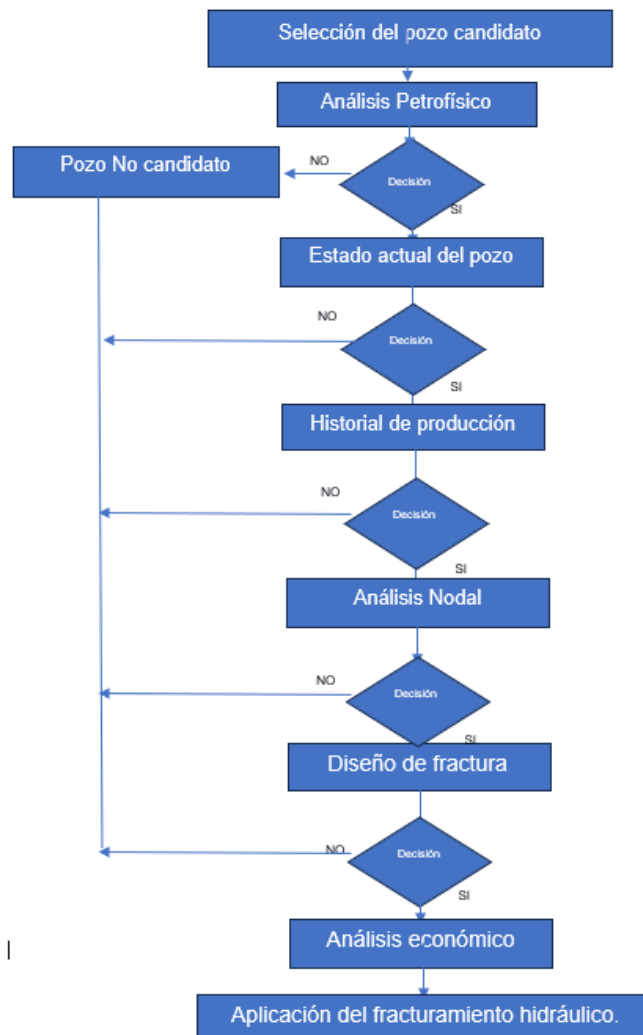 Selección del pozo candidato
Análisis Petrofísico
Pozo No candidato
NO
Decisión
SI
Estado actual del pozo
NO
Decisión
SI
Historial de producción
NO
Decisión
SI
Análisis Nodal
NO
Decisión
SI
Diseño de fractura
NO
Decisión
SI
Análisis económico
Aplicación del fracturamiento hidráulico.